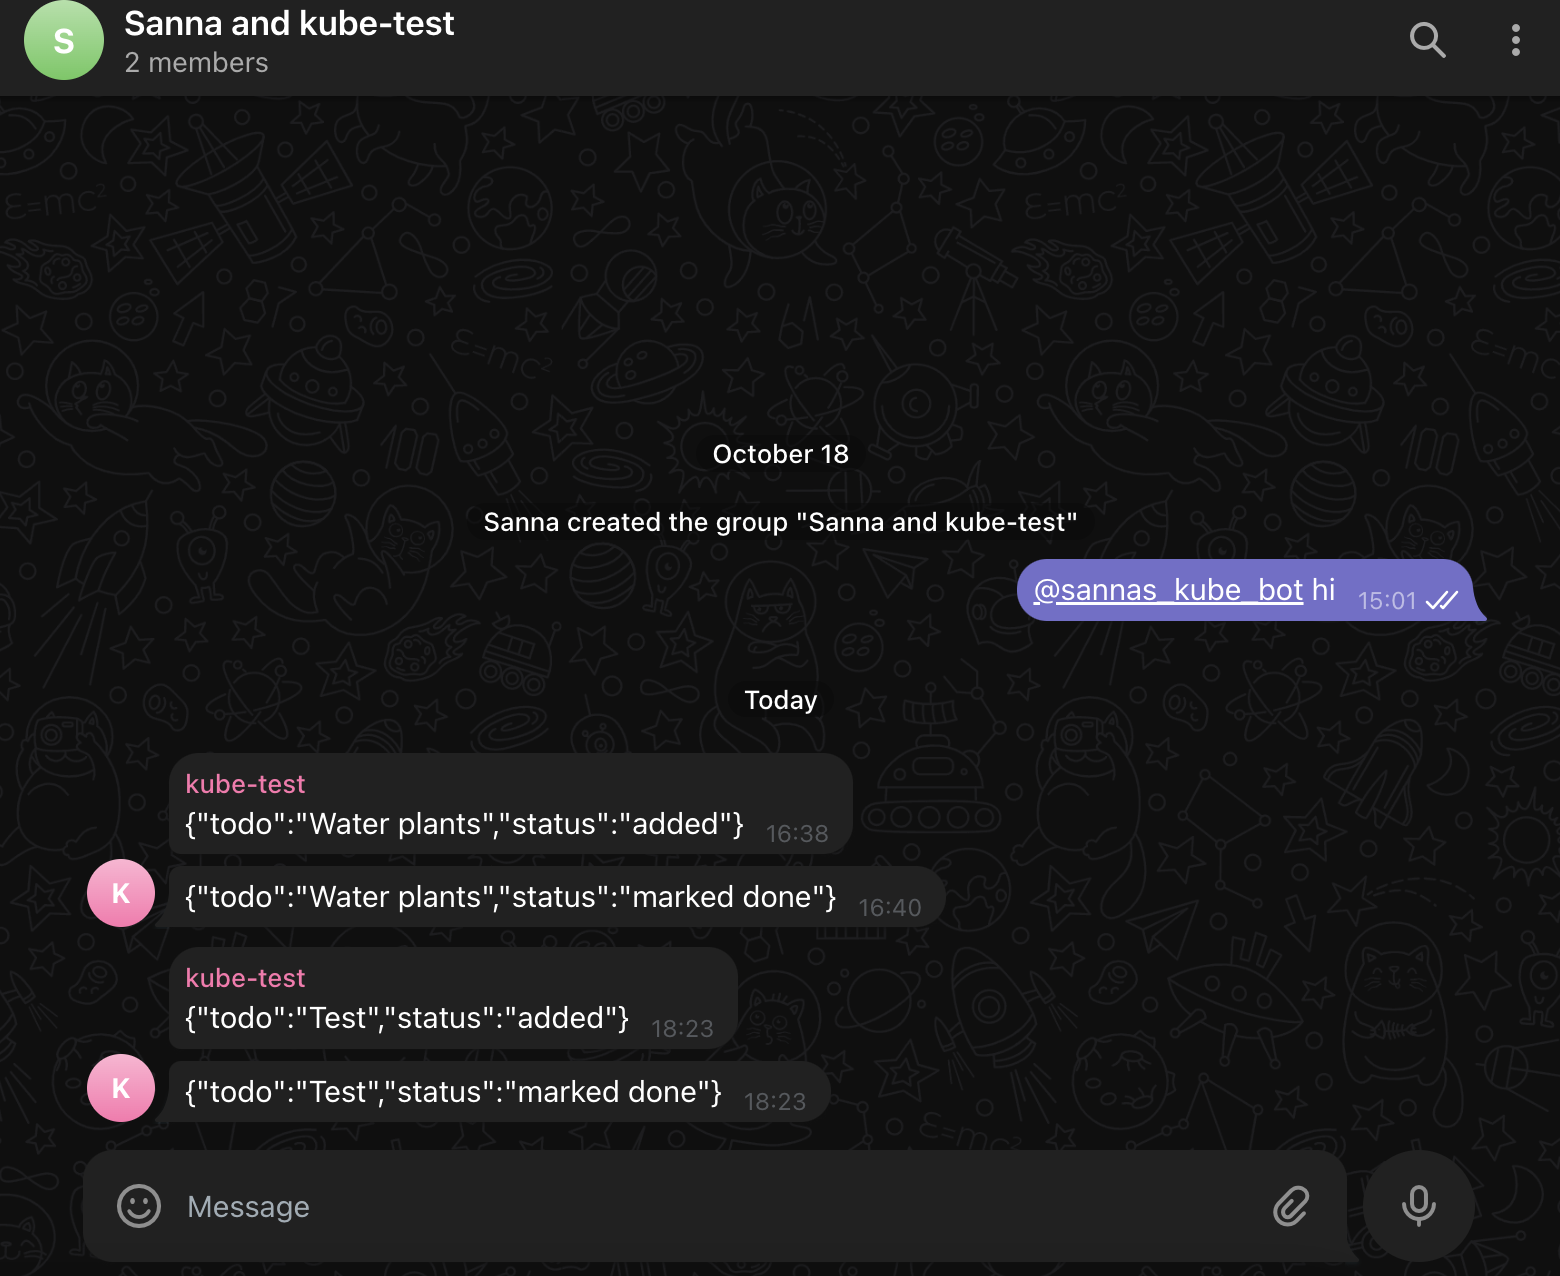 S
Sanna and kube-test
2 members
October 18
Sanna created the group "Sanna and kube-test"
@sannas_kube_bot hi 15:01
Today
kube-test
{"todo":"Water plants","status":"added"} 16:38
K
{"todo":"Water plants","status":"marked done"} 16:40
kube-test
{"todo":"Test","status":"added"} 18:23
K
{"todo":"Test","status":"marked done"} 18:23
Message